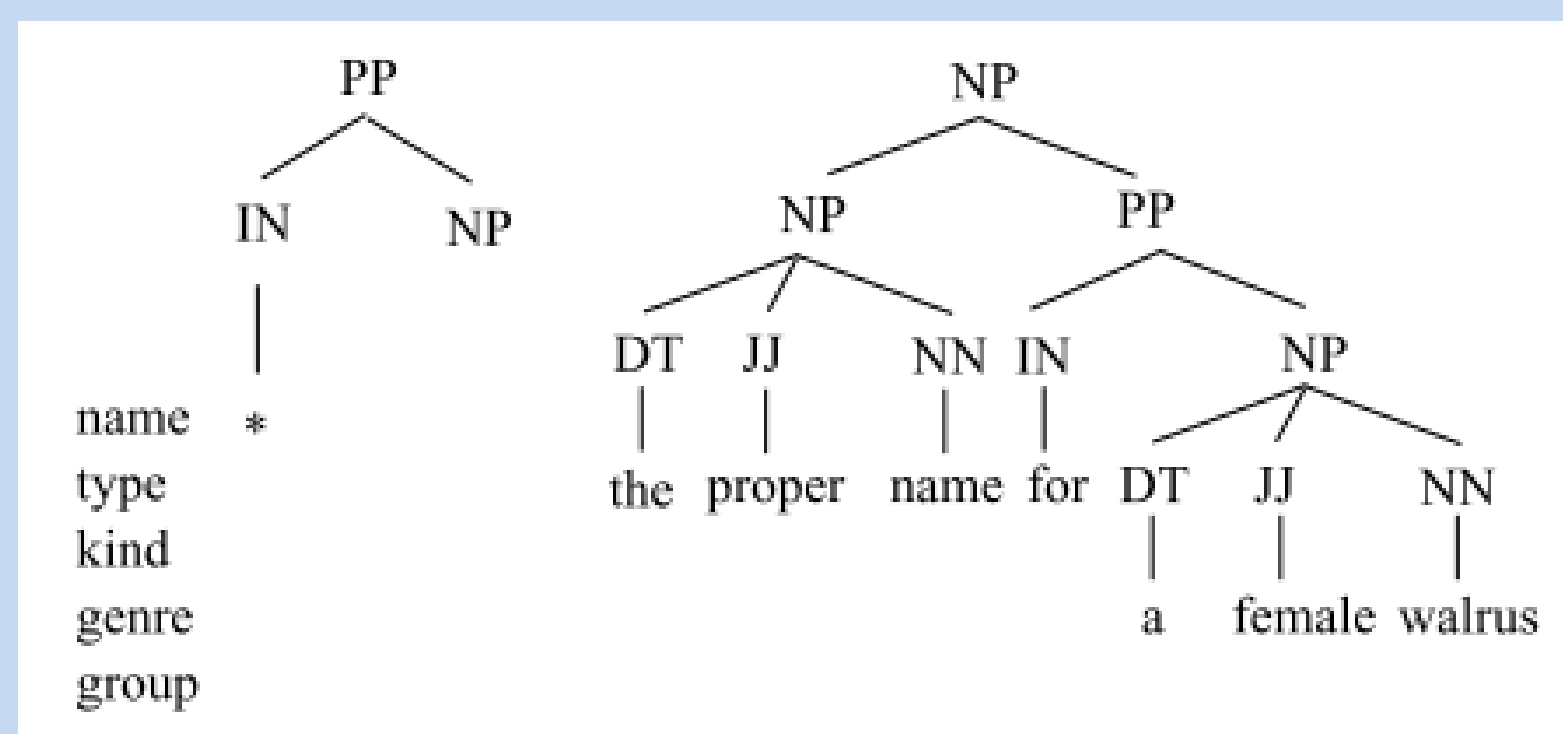 PP
IN NP
name *
type
kind
genre
group
NP
NP PP
DT JJ NN IN NP
the proper name for DT JJ NN
a female walrus